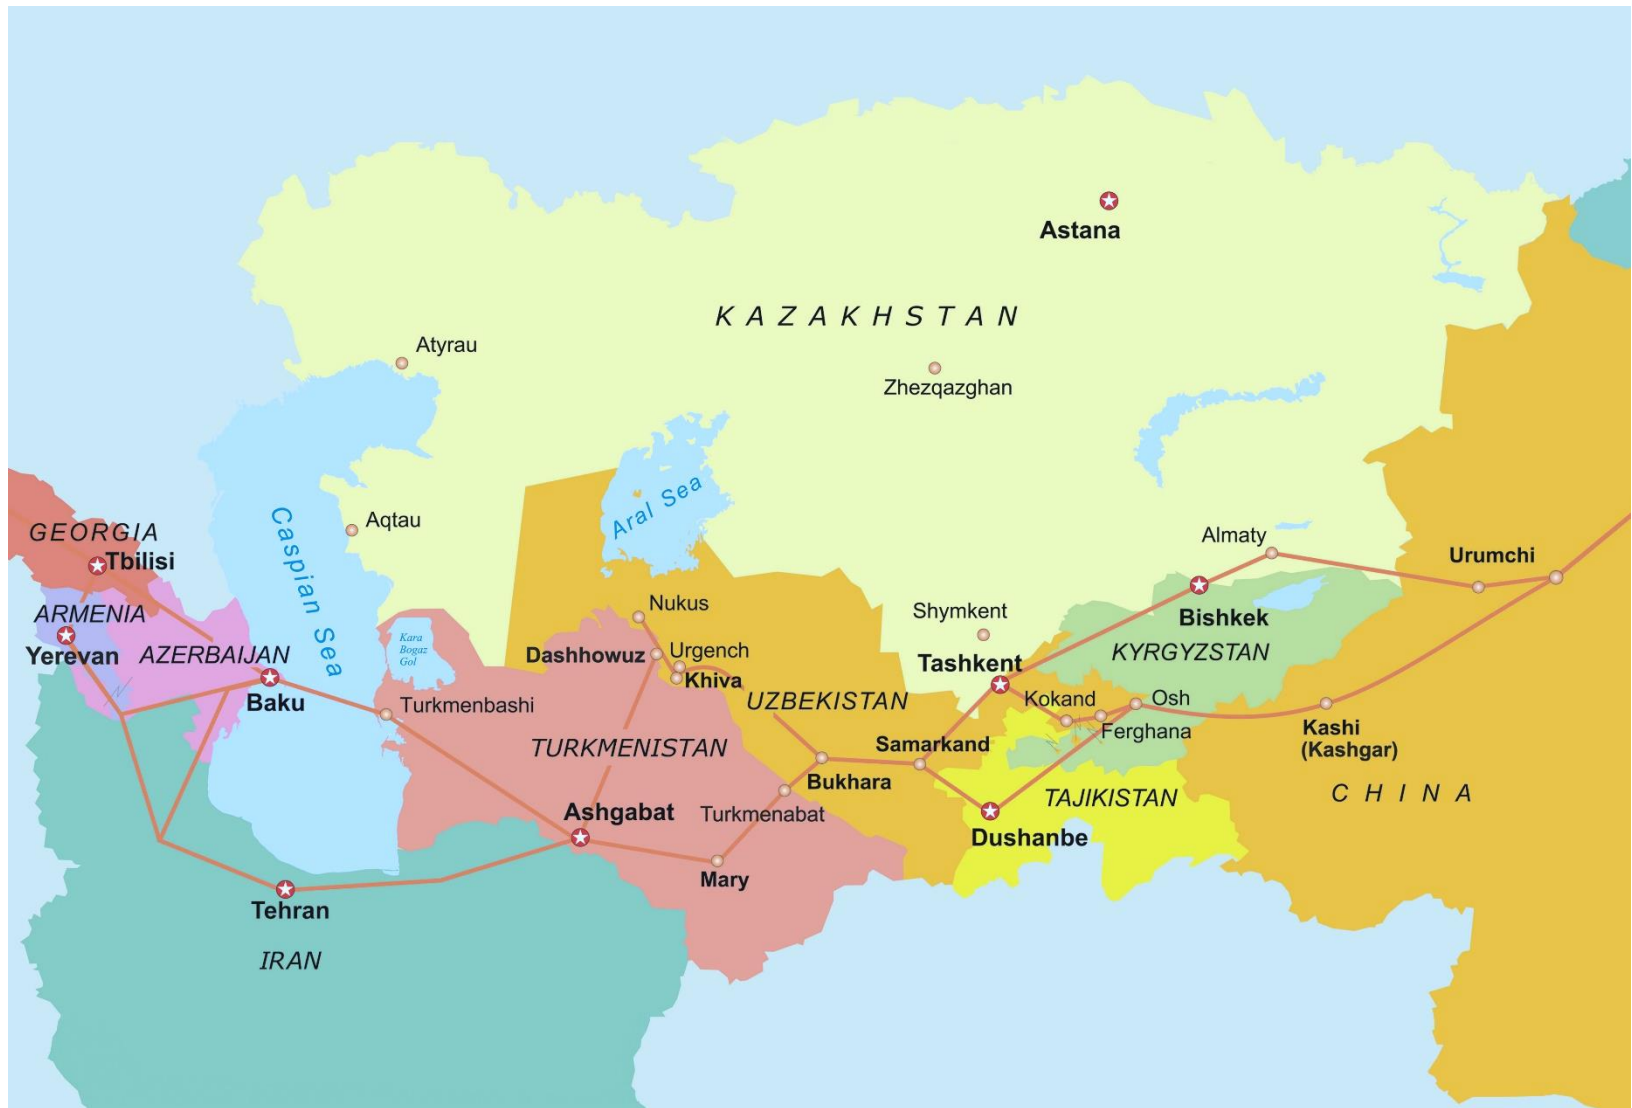 Astana
KAZAKHSTAN
Atyrau
Zhezqazghan
Aral Sea
Caspian Sea
Aqtau
GEORGIA
Tbilisi
Almaty
Urumchi
ARMENIA
Nukus
Shymkent
Bishkek
Yerevan
AZERBAIJAN
Kara
Bogaz
Gol
Dashhowuz
Urgench
Khiva
Tashkent
KYRGYZSTAN
Baku
Turkmenbashi
UZBEKISTAN
Kokand
Osh
Ferghana
Kashi
(Kashgar)
TURKMENISTAN
Samarkand
Bukhara
TAJIKISTAN
CHINA
Ashgabat
Turkmenabat
Dushanbe
Mary
Tehran
IRAN